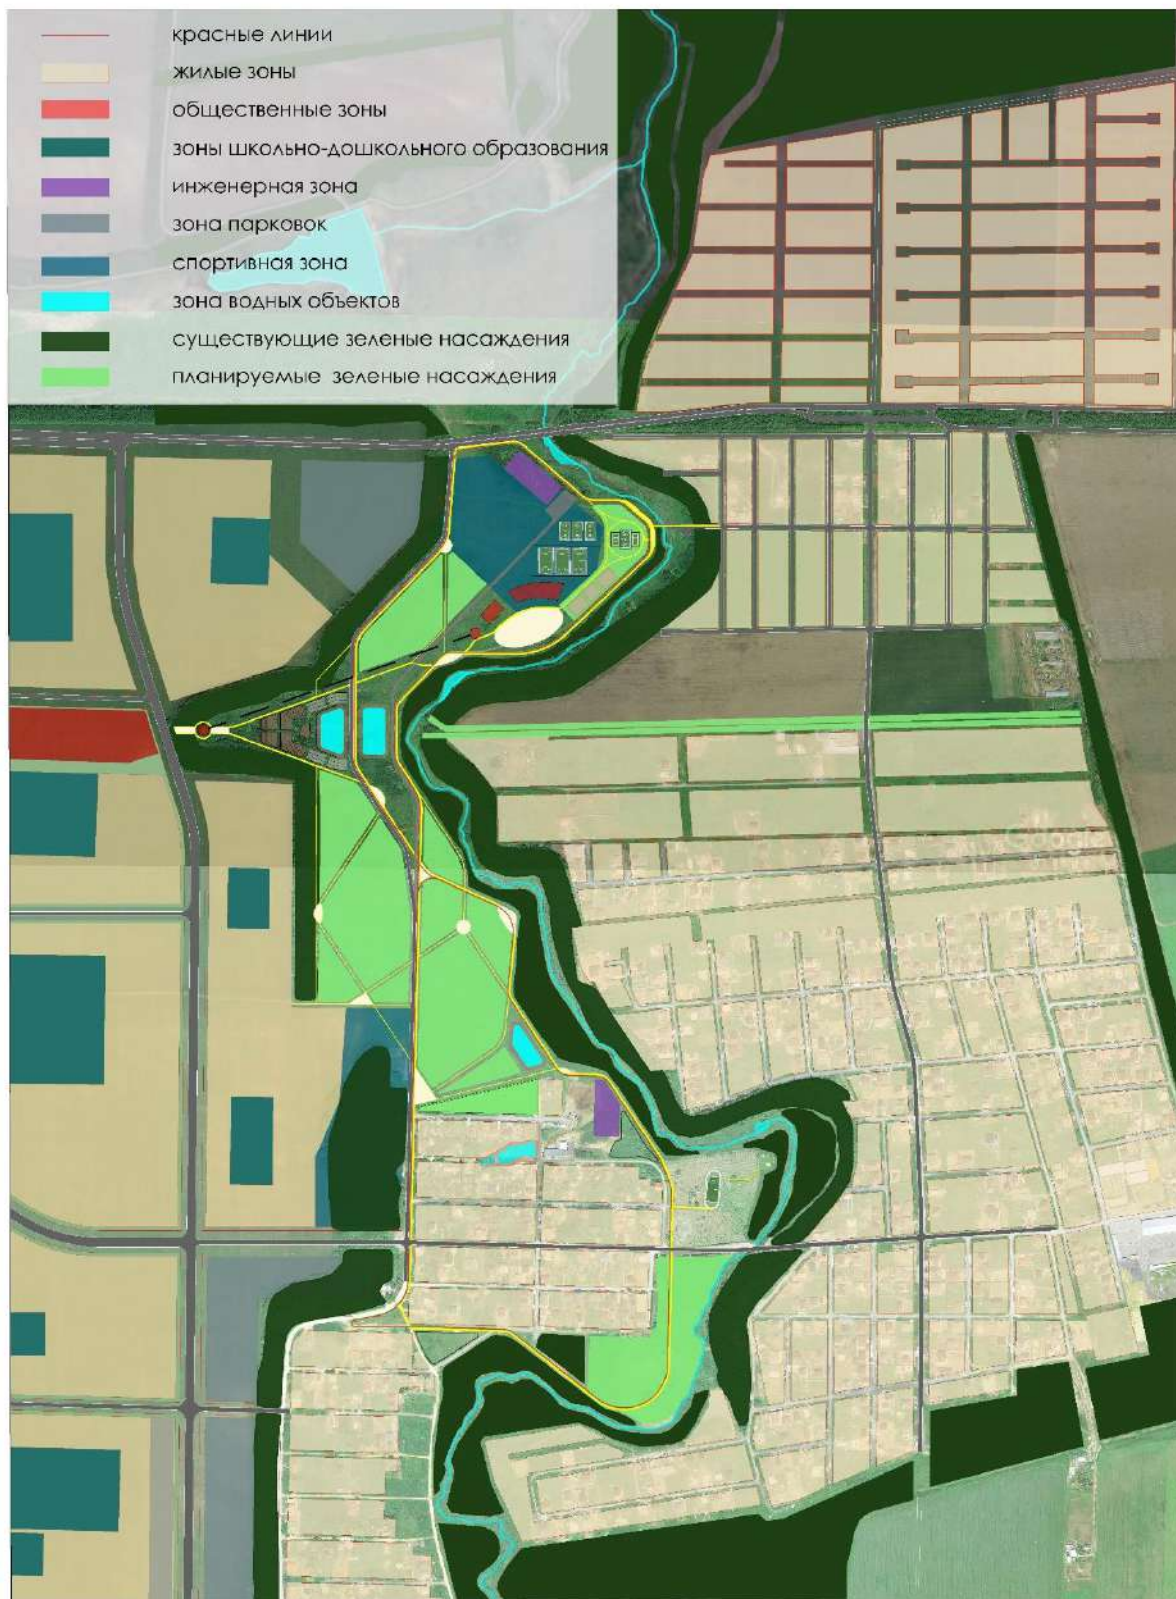 красные линии
жилые зоны
общественные зоны
зоны школьно-дошкольного образования
инженерная зона
зона парковок
спортивная зона
зона водных объектов
существующие зеленые насаждения
планируемые зеленые насаждения